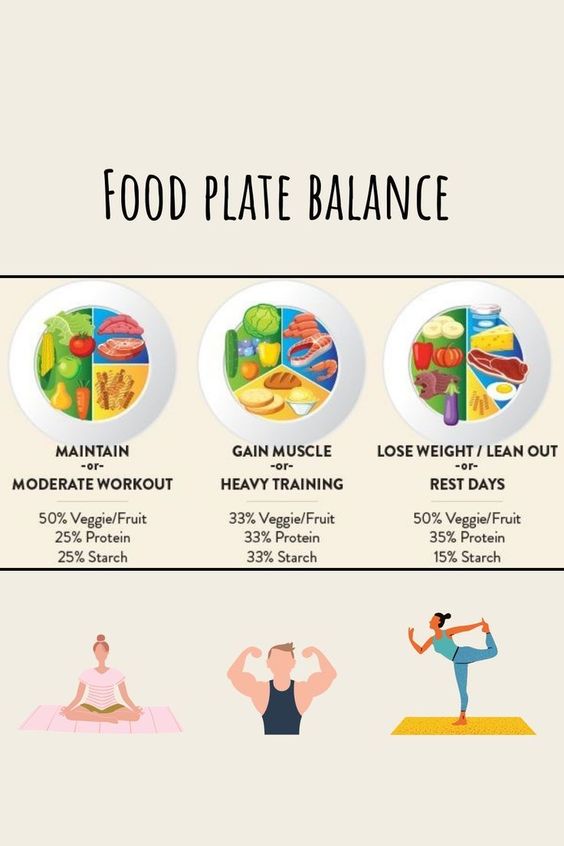 FOOD PLATE BALANCE
MAINTAIN
-or-
MODERATE WORKOUT
50% Veggie/Fruit
25% Protein
25% Starch
GAIN MUSCLE
-or-
HEAVY TRAINING
33% Veggie/Fruit
33% Protein
33% Starch
LOSE WEIGHT / LEAN OUT
-or-
REST DAYS
50% Veggie/Fruit
35% Protein
15% Starch